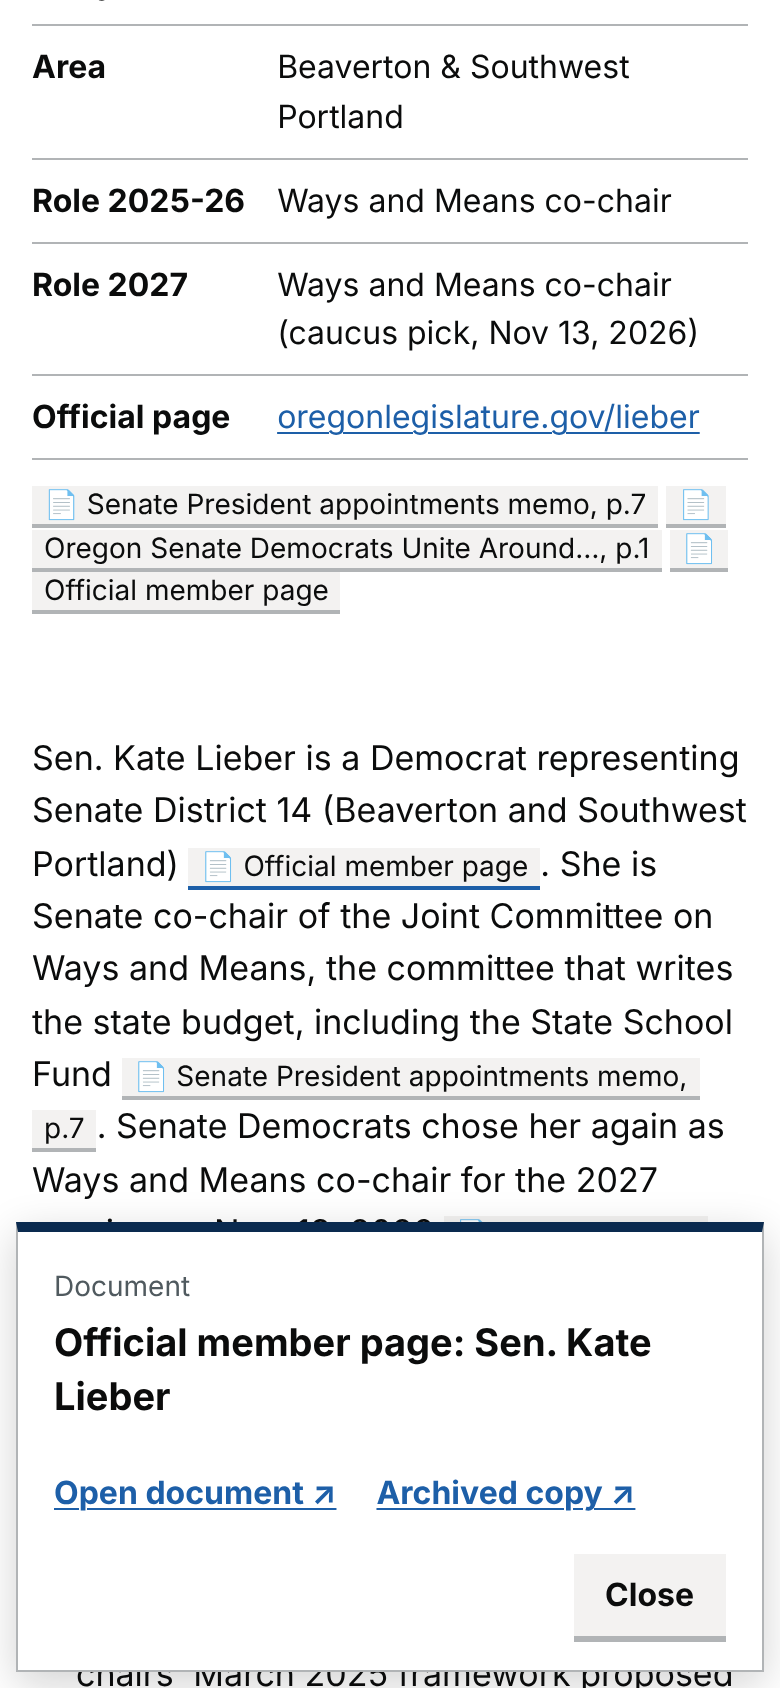 Area Beaverton & Southwest
Portland
Role 2025-26 Ways and Means co-chair
Role 2027 Ways and Means co-chair
(caucus pick, Nov 13, 2026)
Official page oregonlegislature.gov/lieber
📄 Senate President appointments memo, p.7 📄
Oregon Senate Democrats Unite Around..., p.1 📄
Official member page
Sen. Kate Lieber is a Democrat representing
Senate District 14 (Beaverton and Southwest
Portland) 📄 Official member page . She is
Senate co-chair of the Joint Committee on
Ways and Means, the committee that writes
the state budget, including the State School
Fund 📄 Senate President appointments memo,
p.7 . Senate Democrats chose her again as
Ways and Means co-chair for the 2027
Document
Official member page: Sen. Kate
Lieber
Open document ↗ Archived copy ↗
Close
chairs' March 2025 framework proposed